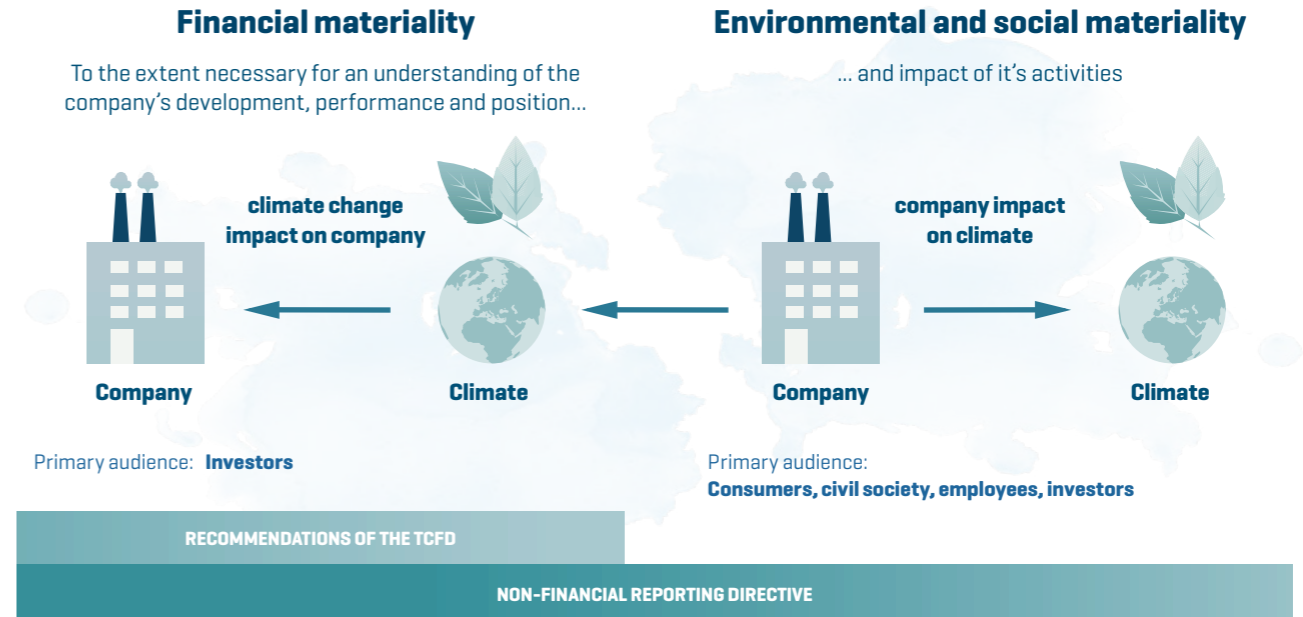 Financial materiality
To the extent necessary for an understanding of the
company's development, performance and position...
climate change
impact on company
Company
Climate
Primary audience: Investors
Environmental and social materiality
... and impact of it's activities
company impact
on climate
Company
Climate
Primary audience:
Consumers, civil society, employees, investors
RECOMMENDATIONS OF THE TCFD
NON-FINANCIAL REPORTING DIRECTIVE